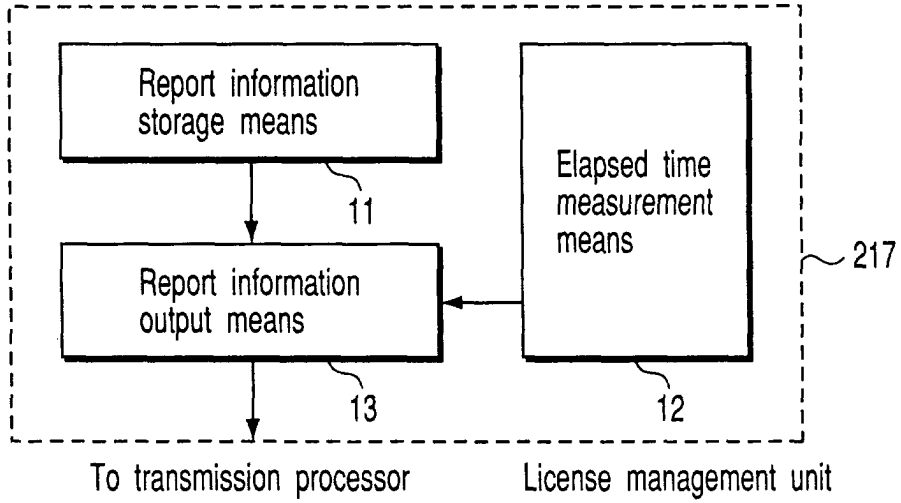 Report information
storage means
11
Elapsed time
measurement
means
217
Report information
output means
13
12
To transmission processor
License management unit